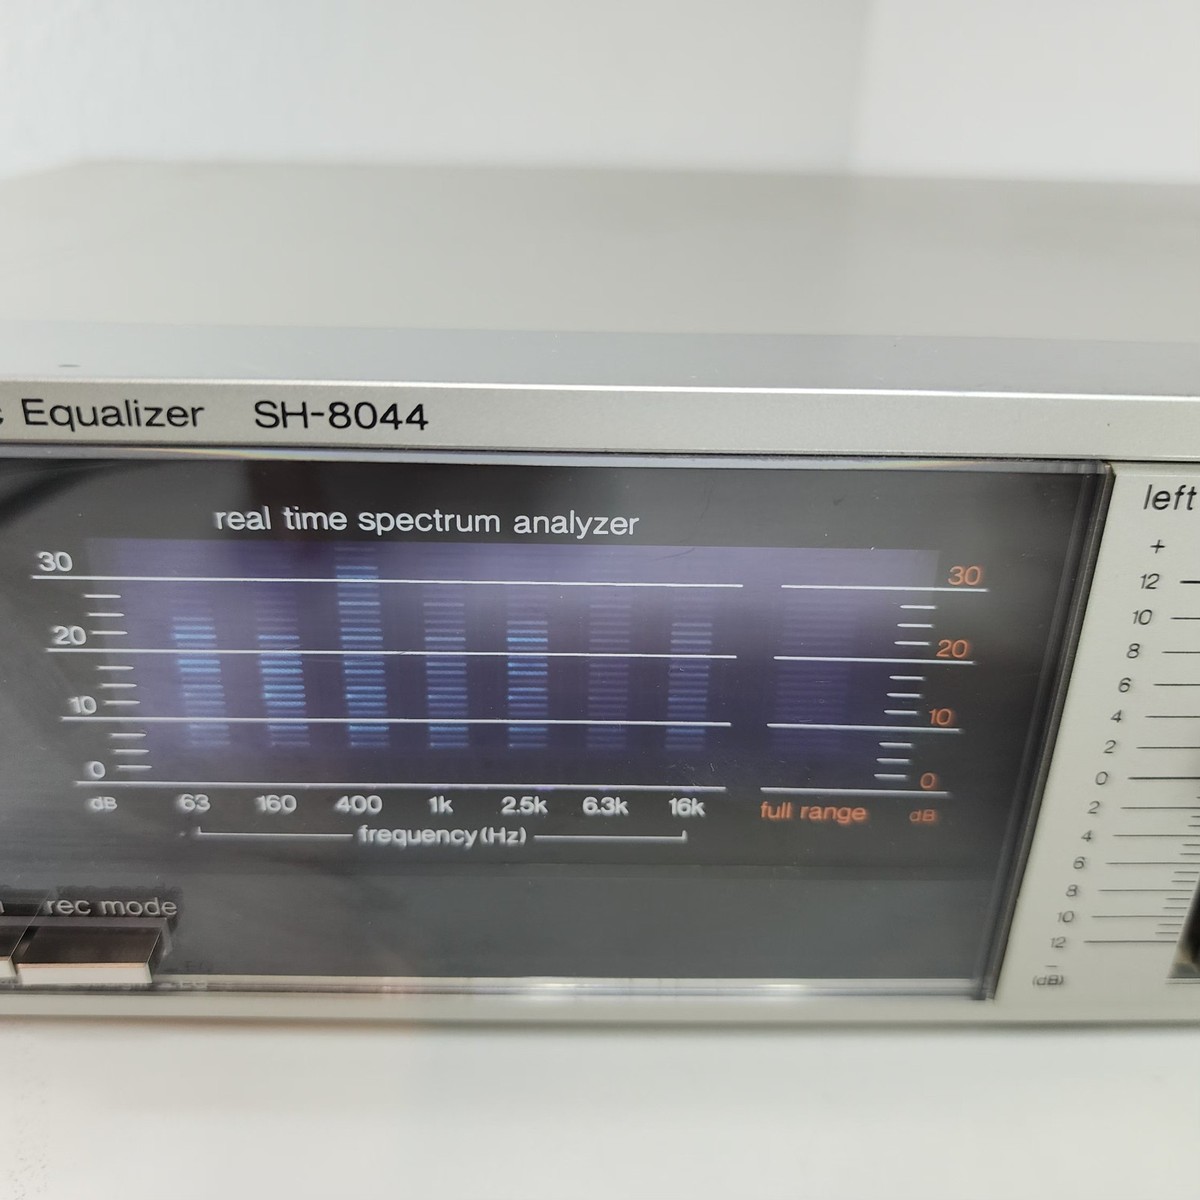 Equalizer SH-8044
real time spectrum analyzer
30 30
20 20
10 10
0 0
dB 63 160 400 1k 2.5k 6.3k 16k full range dB
frequency (Hz)
rec mode
left
+
12
10
8
6
4
2
0
2
4
6
8
10
12
−
(dB)